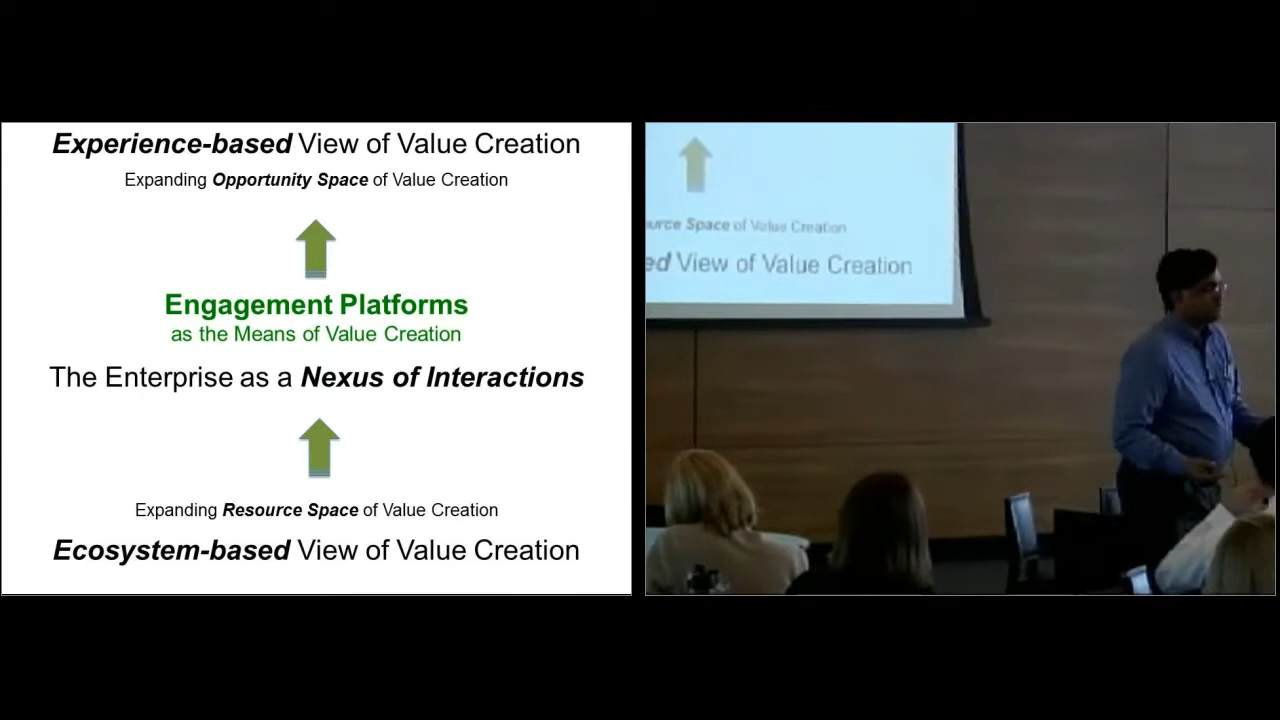 Experience-based View of Value Creation
Expanding Opportunity Space of Value Creation
Engagement Platforms
as the Means of Value Creation
The Enterprise as a Nexus of Interactions
Expanding Resource Space of Value Creation
Ecosystem-based View of Value Creation
urce Space of Value Creation
ed View of Value Creation